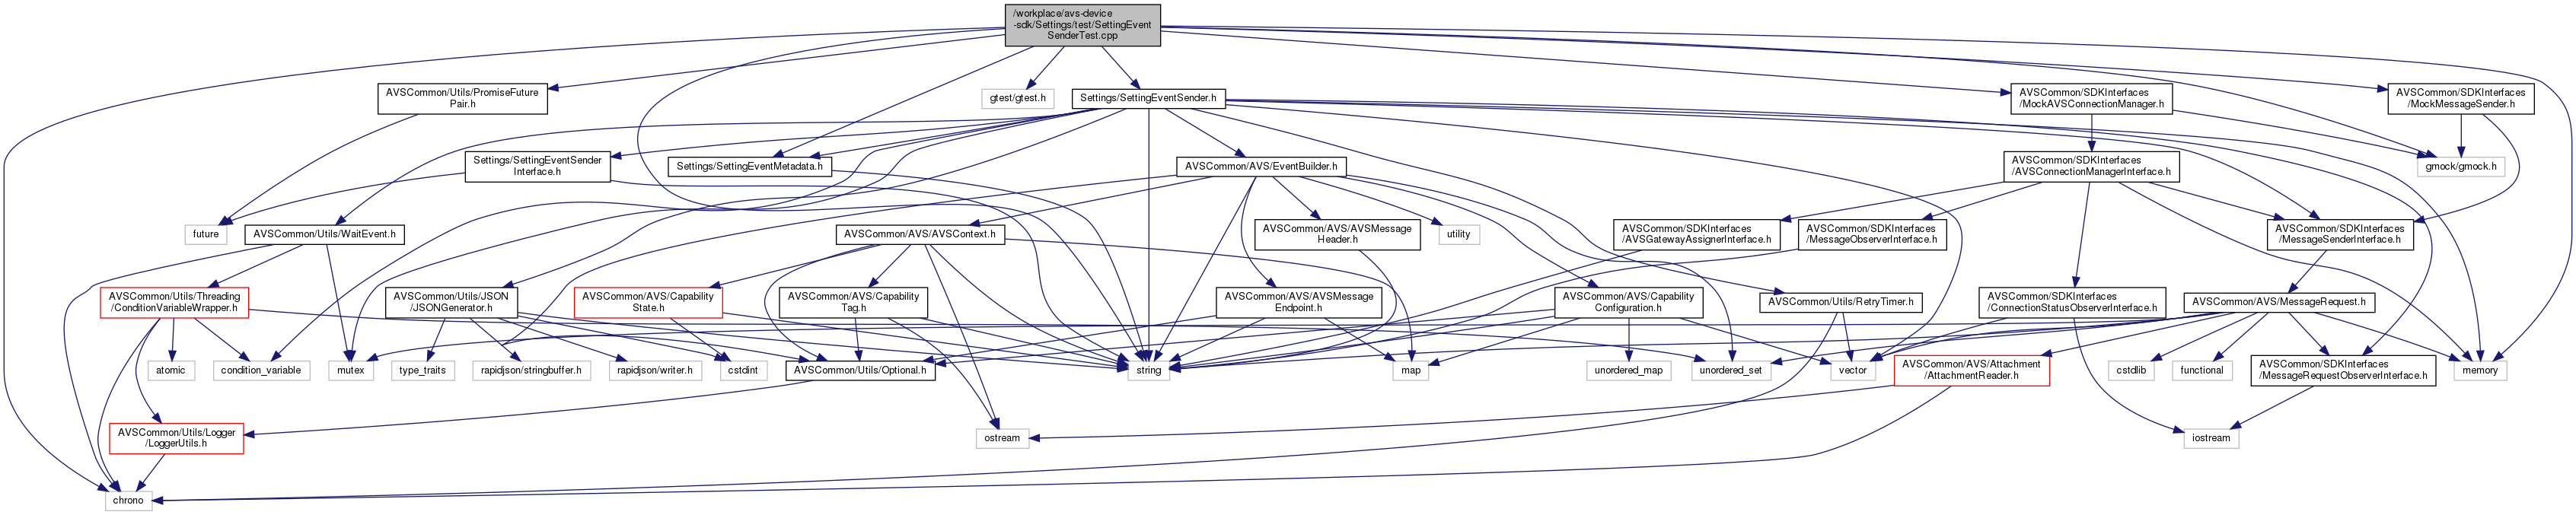 /workplace/avs-device
-sdk/Settings/test/SettingEvent
SenderTest.cpp
AVSCommon/Utils/PromiseFuture
Pair.h
gtest/gtest.h
Settings/SettingEventSender.h
AVSCommon/SDKInterfaces
/MockAVSConnectionManager.h
AVSCommon/SDKInterfaces
/MockMessageSender.h
Settings/SettingEventSender
Interface.h
Settings/SettingEventMetadata.h
AVSCommon/AVS/EventBuilder.h
AVSCommon/SDKInterfaces
/AVSConnectionManagerInterface.h
gmock/gmock.h
future
AVSCommon/Utils/WaitEvent.h
AVSCommon/AVS/AVSContext.h
AVSCommon/AVS/AVSMessage
Header.h
utility
AVSCommon/SDKInterfaces
/AVSGatewayAssignerInterface.h
AVSCommon/SDKInterfaces
/MessageObserverInterface.h
AVSCommon/SDKInterfaces
/MessageSenderInterface.h
AVSCommon/Utils/Threading
/ConditionVariableWrapper.h
AVSCommon/Utils/JSON
/JSONGenerator.h
AVSCommon/AVS/Capability
State.h
AVSCommon/AVS/Capability
Tag.h
AVSCommon/AVS/AVSMessage
Endpoint.h
AVSCommon/AVS/Capability
Configuration.h
AVSCommon/Utils/RetryTimer.h
AVSCommon/SDKInterfaces
/ConnectionStatusObserverInterface.h
AVSCommon/AVS/MessageRequest.h
atomic
condition_variable
mutex
type_traits
rapidjson/stringbuffer.h
rapidjson/writer.h
cstdint
AVSCommon/Utils/Optional.h
string
map
unordered_map
unordered_set
vector
AVSCommon/AVS/Attachment
/AttachmentReader.h
cstdlib
functional
AVSCommon/SDKInterfaces
/MessageRequestObserverInterface.h
memory
AVSCommon/Utils/Logger
/LoggerUtils.h
ostream
iostream
chrono